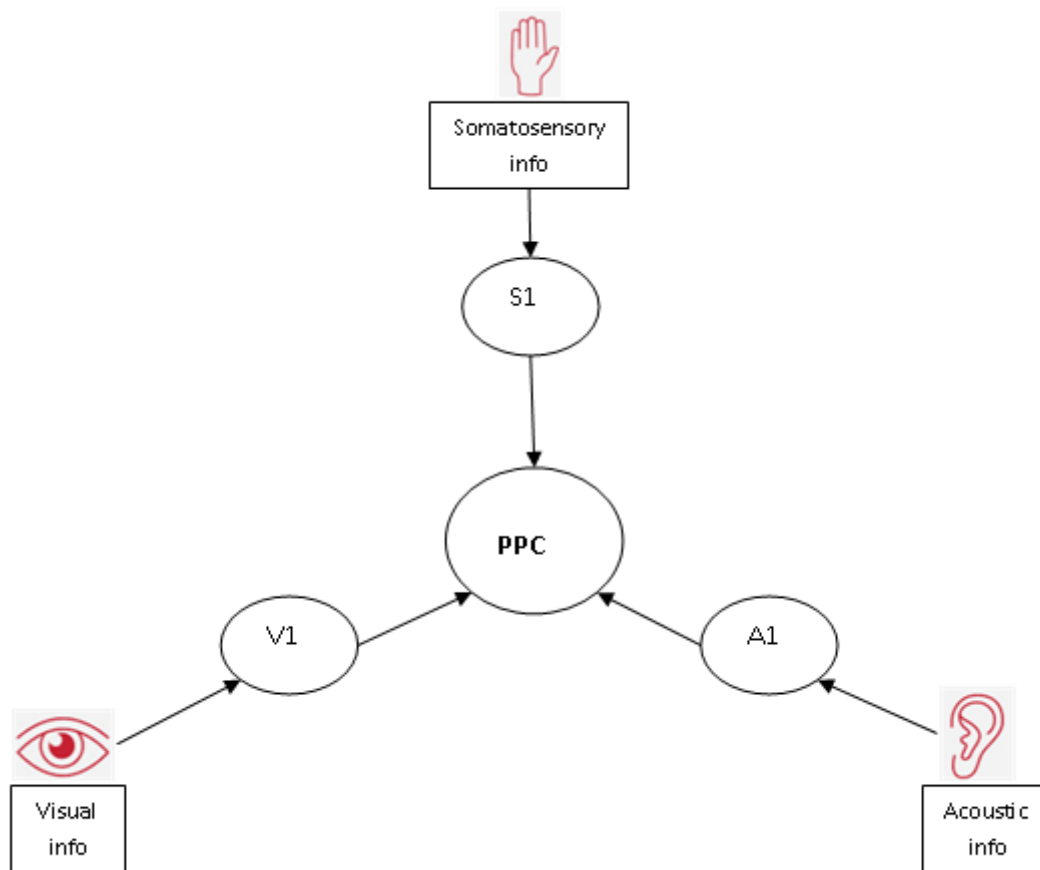 Somatosensory
info
S1
PPC
V1
A1
Visual
info
Acoustic
info